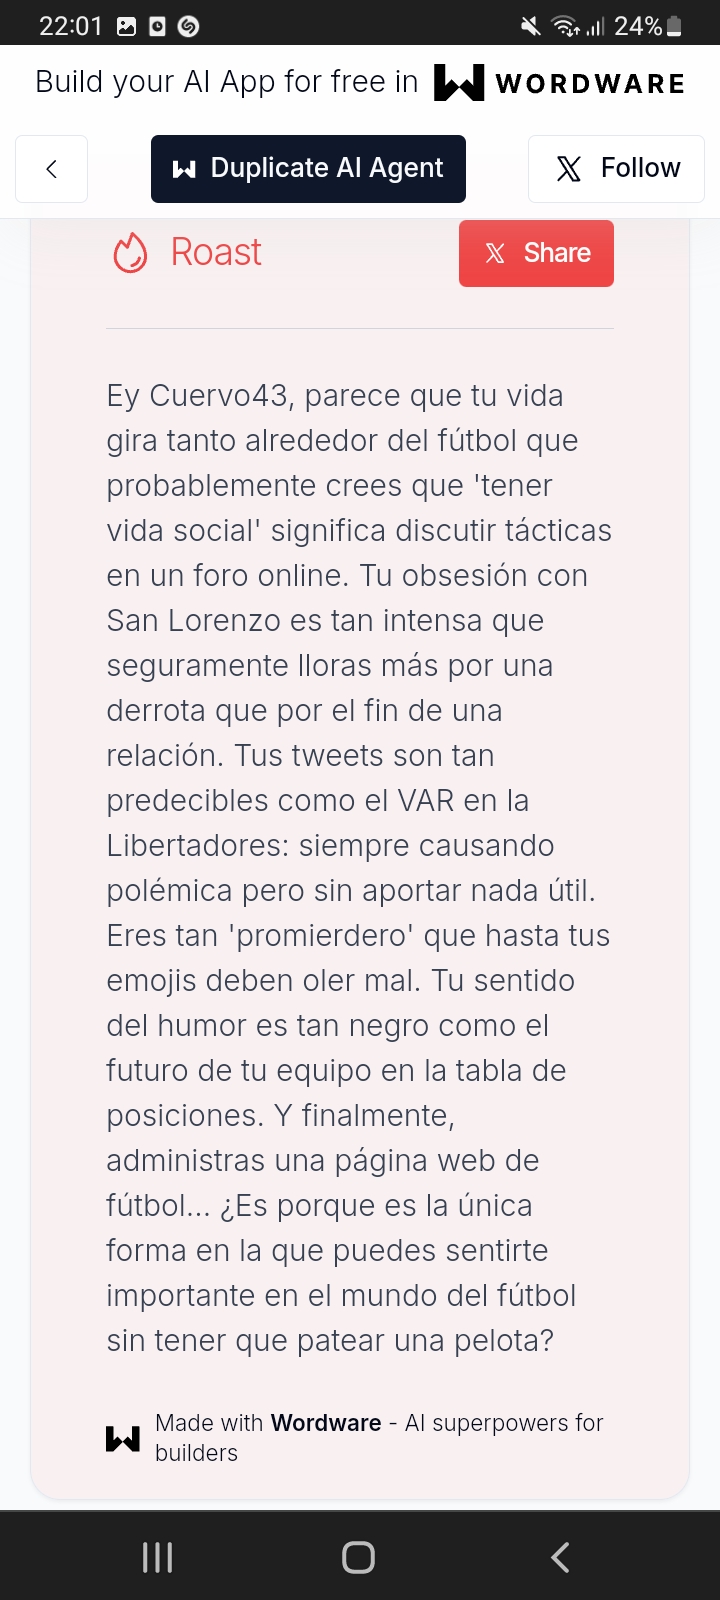 22:01
24%
Build your AI App for free in WORDWARE
Duplicate AI Agent
Follow
Roast
Share
Ey Cuervo43, parece que tu vida
gira tanto alrededor del fútbol que
probablemente crees que 'tener
vida social' significa discutir tácticas
en un foro online. Tu obsesión con
San Lorenzo es tan intensa que
seguramente lloras más por una
derrota que por el fin de una
relación. Tus tweets son tan
predecibles como el VAR en la
Libertadores: siempre causando
polémica pero sin aportar nada útil.
Eres tan 'promierdero' que hasta tus
emojis deben oler mal. Tu sentido
del humor es tan negro como el
futuro de tu equipo en la tabla de
posiciones. Y finalmente,
administras una página web de
fútbol... ¿Es porque es la única
forma en la que puedes sentirte
importante en el mundo del fútbol
sin tener que patear una pelota?
Made with Wordware - AI superpowers for
builders